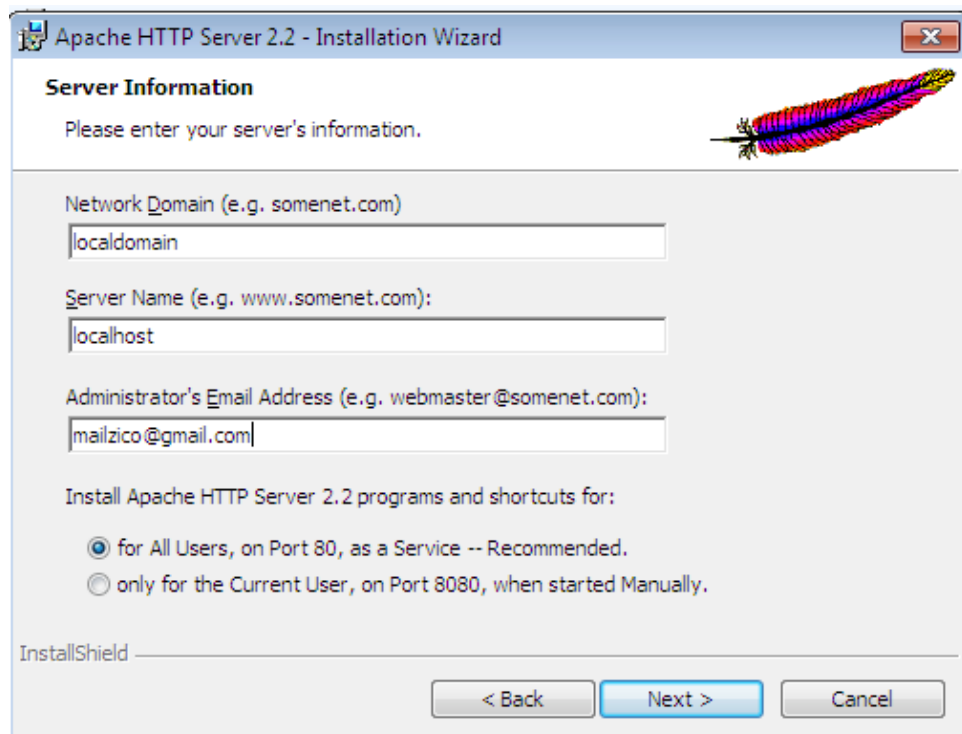 Apache HTTP Server 2.2 - Installation Wizard
Server Information
Please enter your server's information.
Network Domain (e.g. somenet.com)
localdomain
Server Name (e.g. www.somenet.com):
localhost
Administrator's Email Address (e.g. webmaster@somenet.com):
mailzico@gmail.com
Install Apache HTTP Server 2.2 programs and shortcuts for:
for All Users, on Port 80, as a Service -- Recommended.
only for the Current User, on Port 8080, when started Manually.
InstallShield
< Back Next > Cancel